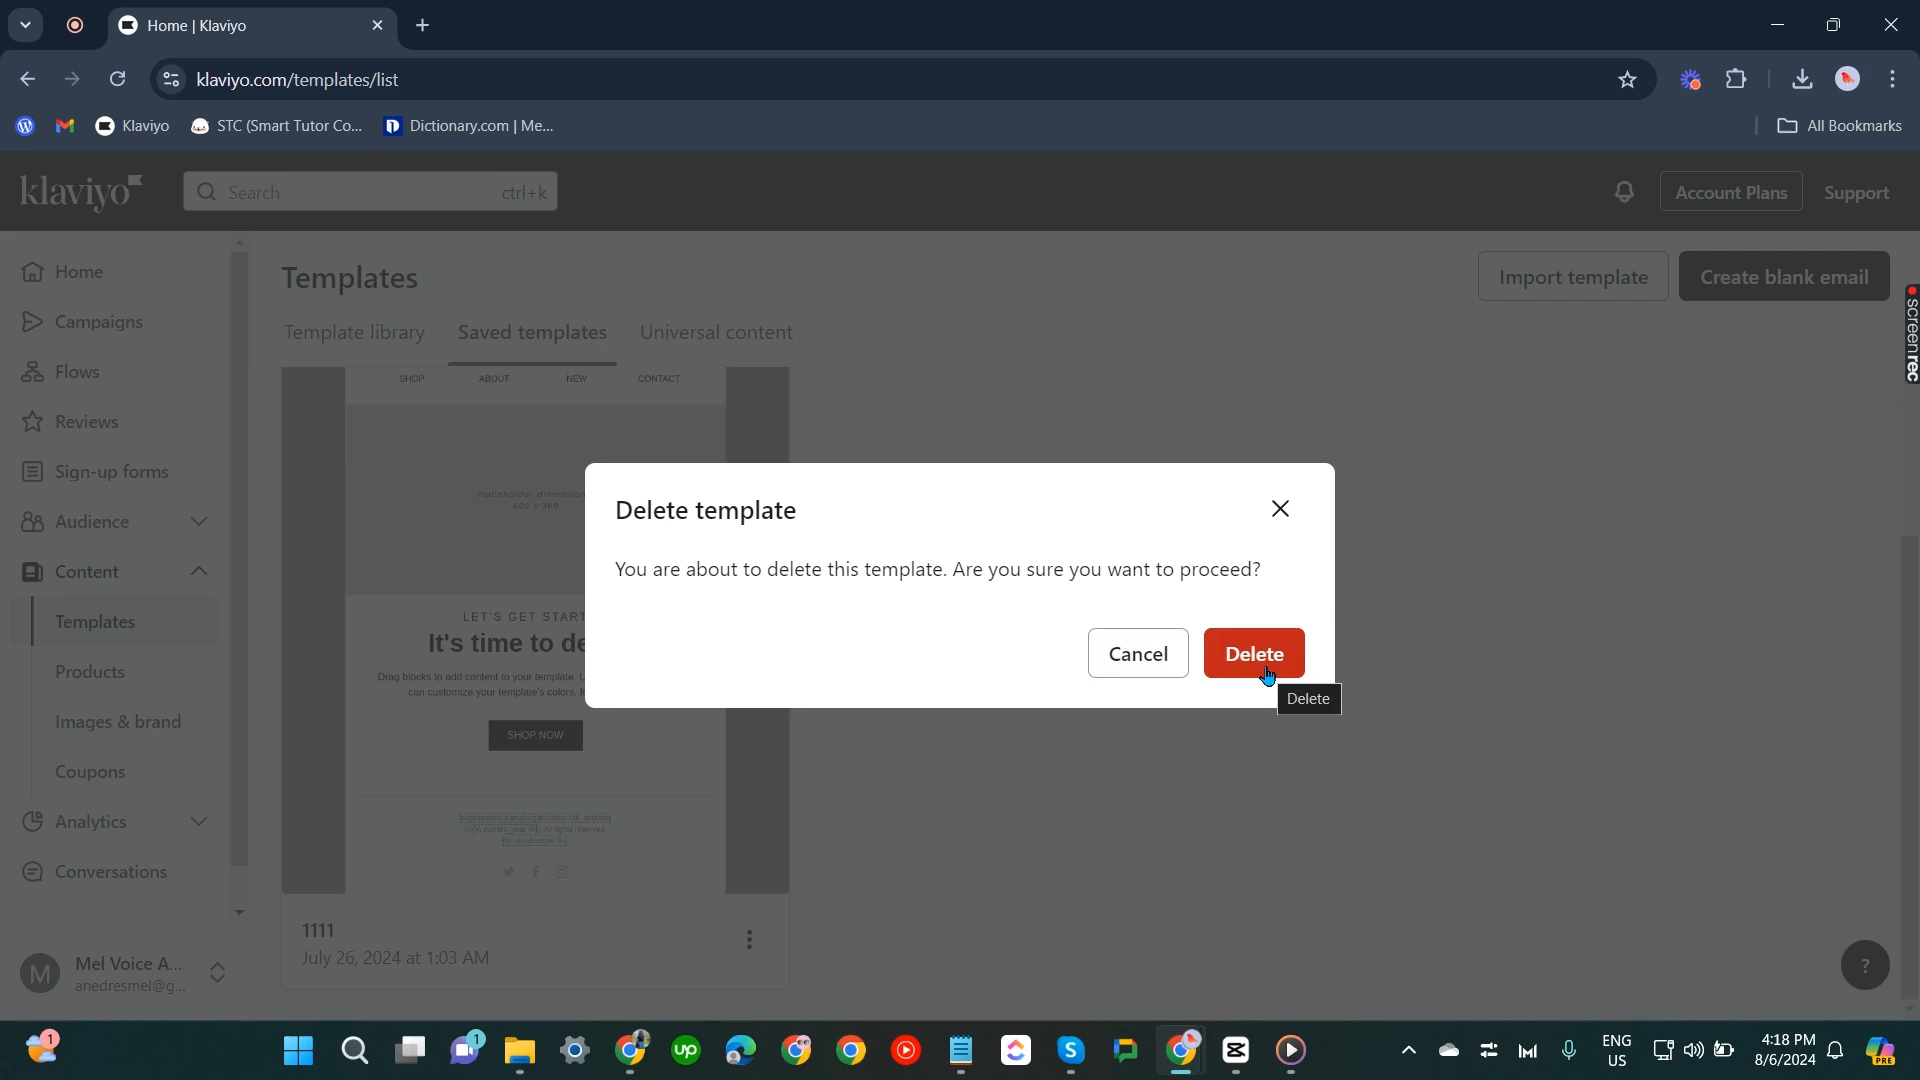 Home | Klaviyo
klaviyo.com/templates/list
Klaviyo
STC (Smart Tutor Co...
Dictionary.com | Me...
All Bookmarks
klaviyo
Search
ctrl+k
Account Plans
Support
Home
Campaigns
Flows
Reviews
Sign-up forms
Audience
Content
Templates
Products
Images & brand
Coupons
Analytics
Conversations
M
Mel Voice A...
anedresmel@g...
Templates
Import template
Create blank email
Template library
Saved templates
Universal content
SHOP ABOUT NEW CONTACT
Placeholder dimension
600 x 300
LET'S GET START
It's time to de
Drag blocks to add content to your template. U
can customize your template's colors, fo
SHOP NOW
1111
July 26, 2024 at 1:03 AM
Delete template
You are about to delete this template. Are you sure you want to proceed?
Cancel
Delete
Delete
?
screenrec
1
1
up
ENG
US
4:18 PM
8/6/2024
PRE